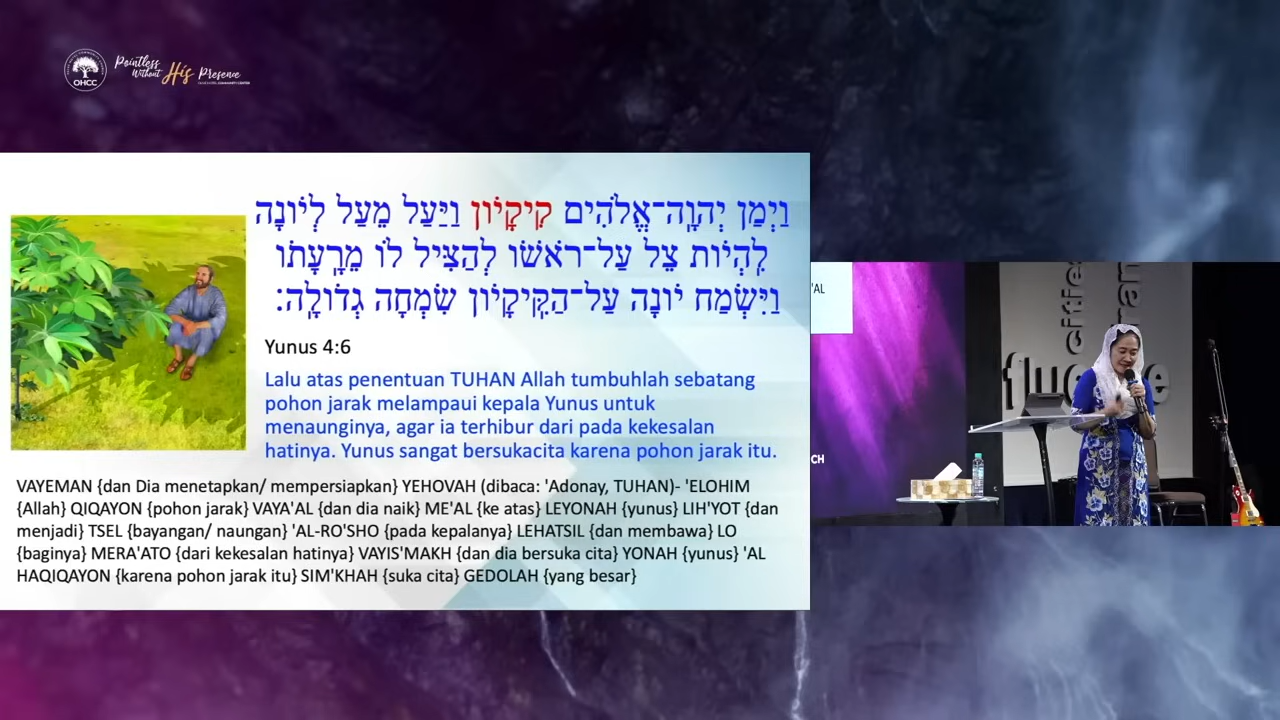 OHCC
Pointless
Without His Presence
וַיְמַן יְהוָה־אֱלֹהִים קִיקָיוֹן וַיַּעַל מֵעַל לְיוֹנָה
לִהְיוֹת צֵל עַל־רֹאשׁוֹ לְהַצִּיל לוֹ מֵרָעָתוֹ
וַיִּשְׂמַח יוֹנָה עַל־הַקִּיקָיוֹן שִׂמְחָה גְדוֹלָה׃
Yunus 4:6
Lalu atas penentuan TUHAN Allah tumbuhlah sebatang
pohon jarak melampaui kepala Yunus untuk
menaunginya, agar ia terhibur dari pada kekesalan
hatinya. Yunus sangat bersukacita karena pohon jarak itu.
VAYEMAN {dan Dia menetapkan/ mempersiapkan} YEHOVAH (dibaca: 'Adonay, TUHAN)- 'ELOHIM
{Allah} QIQAYON {pohon jarak} VAYA'AL {dan dia naik} ME'AL {ke atas} LEYONAH {yunus} LIH'YOT {dan
menjadi} TSEL {bayangan/ naungan} 'AL-RO'SHO {pada kepalanya} LEHATSIL {dan membawa} LO
{baginya} MERA'ATO {dari kekesalan hatinya} VAYIS'MAKH {dan dia bersuka cita} YONAH {yunus} 'AL
HAQIQAYON {karena pohon jarak itu} SIM'KHAH {suka cita} GEDOLAH {yang besar}
'AL
CH
citie
ran
flue e